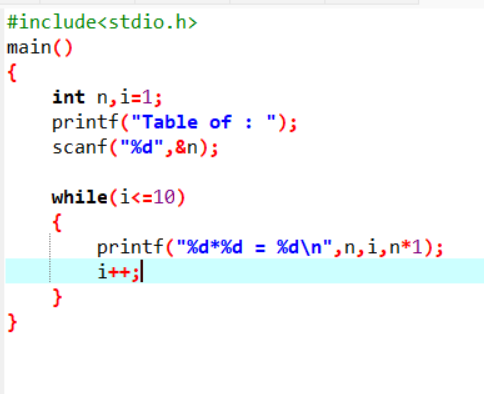 #include<stdio.h>
main()
{
    int n,i=1;
    printf("Table of : ");
    scanf("%d",&n);

    while(i<=10)
    {
        printf("%d*%d = %d\n",n,i,n*1);
        i++;
    }
}